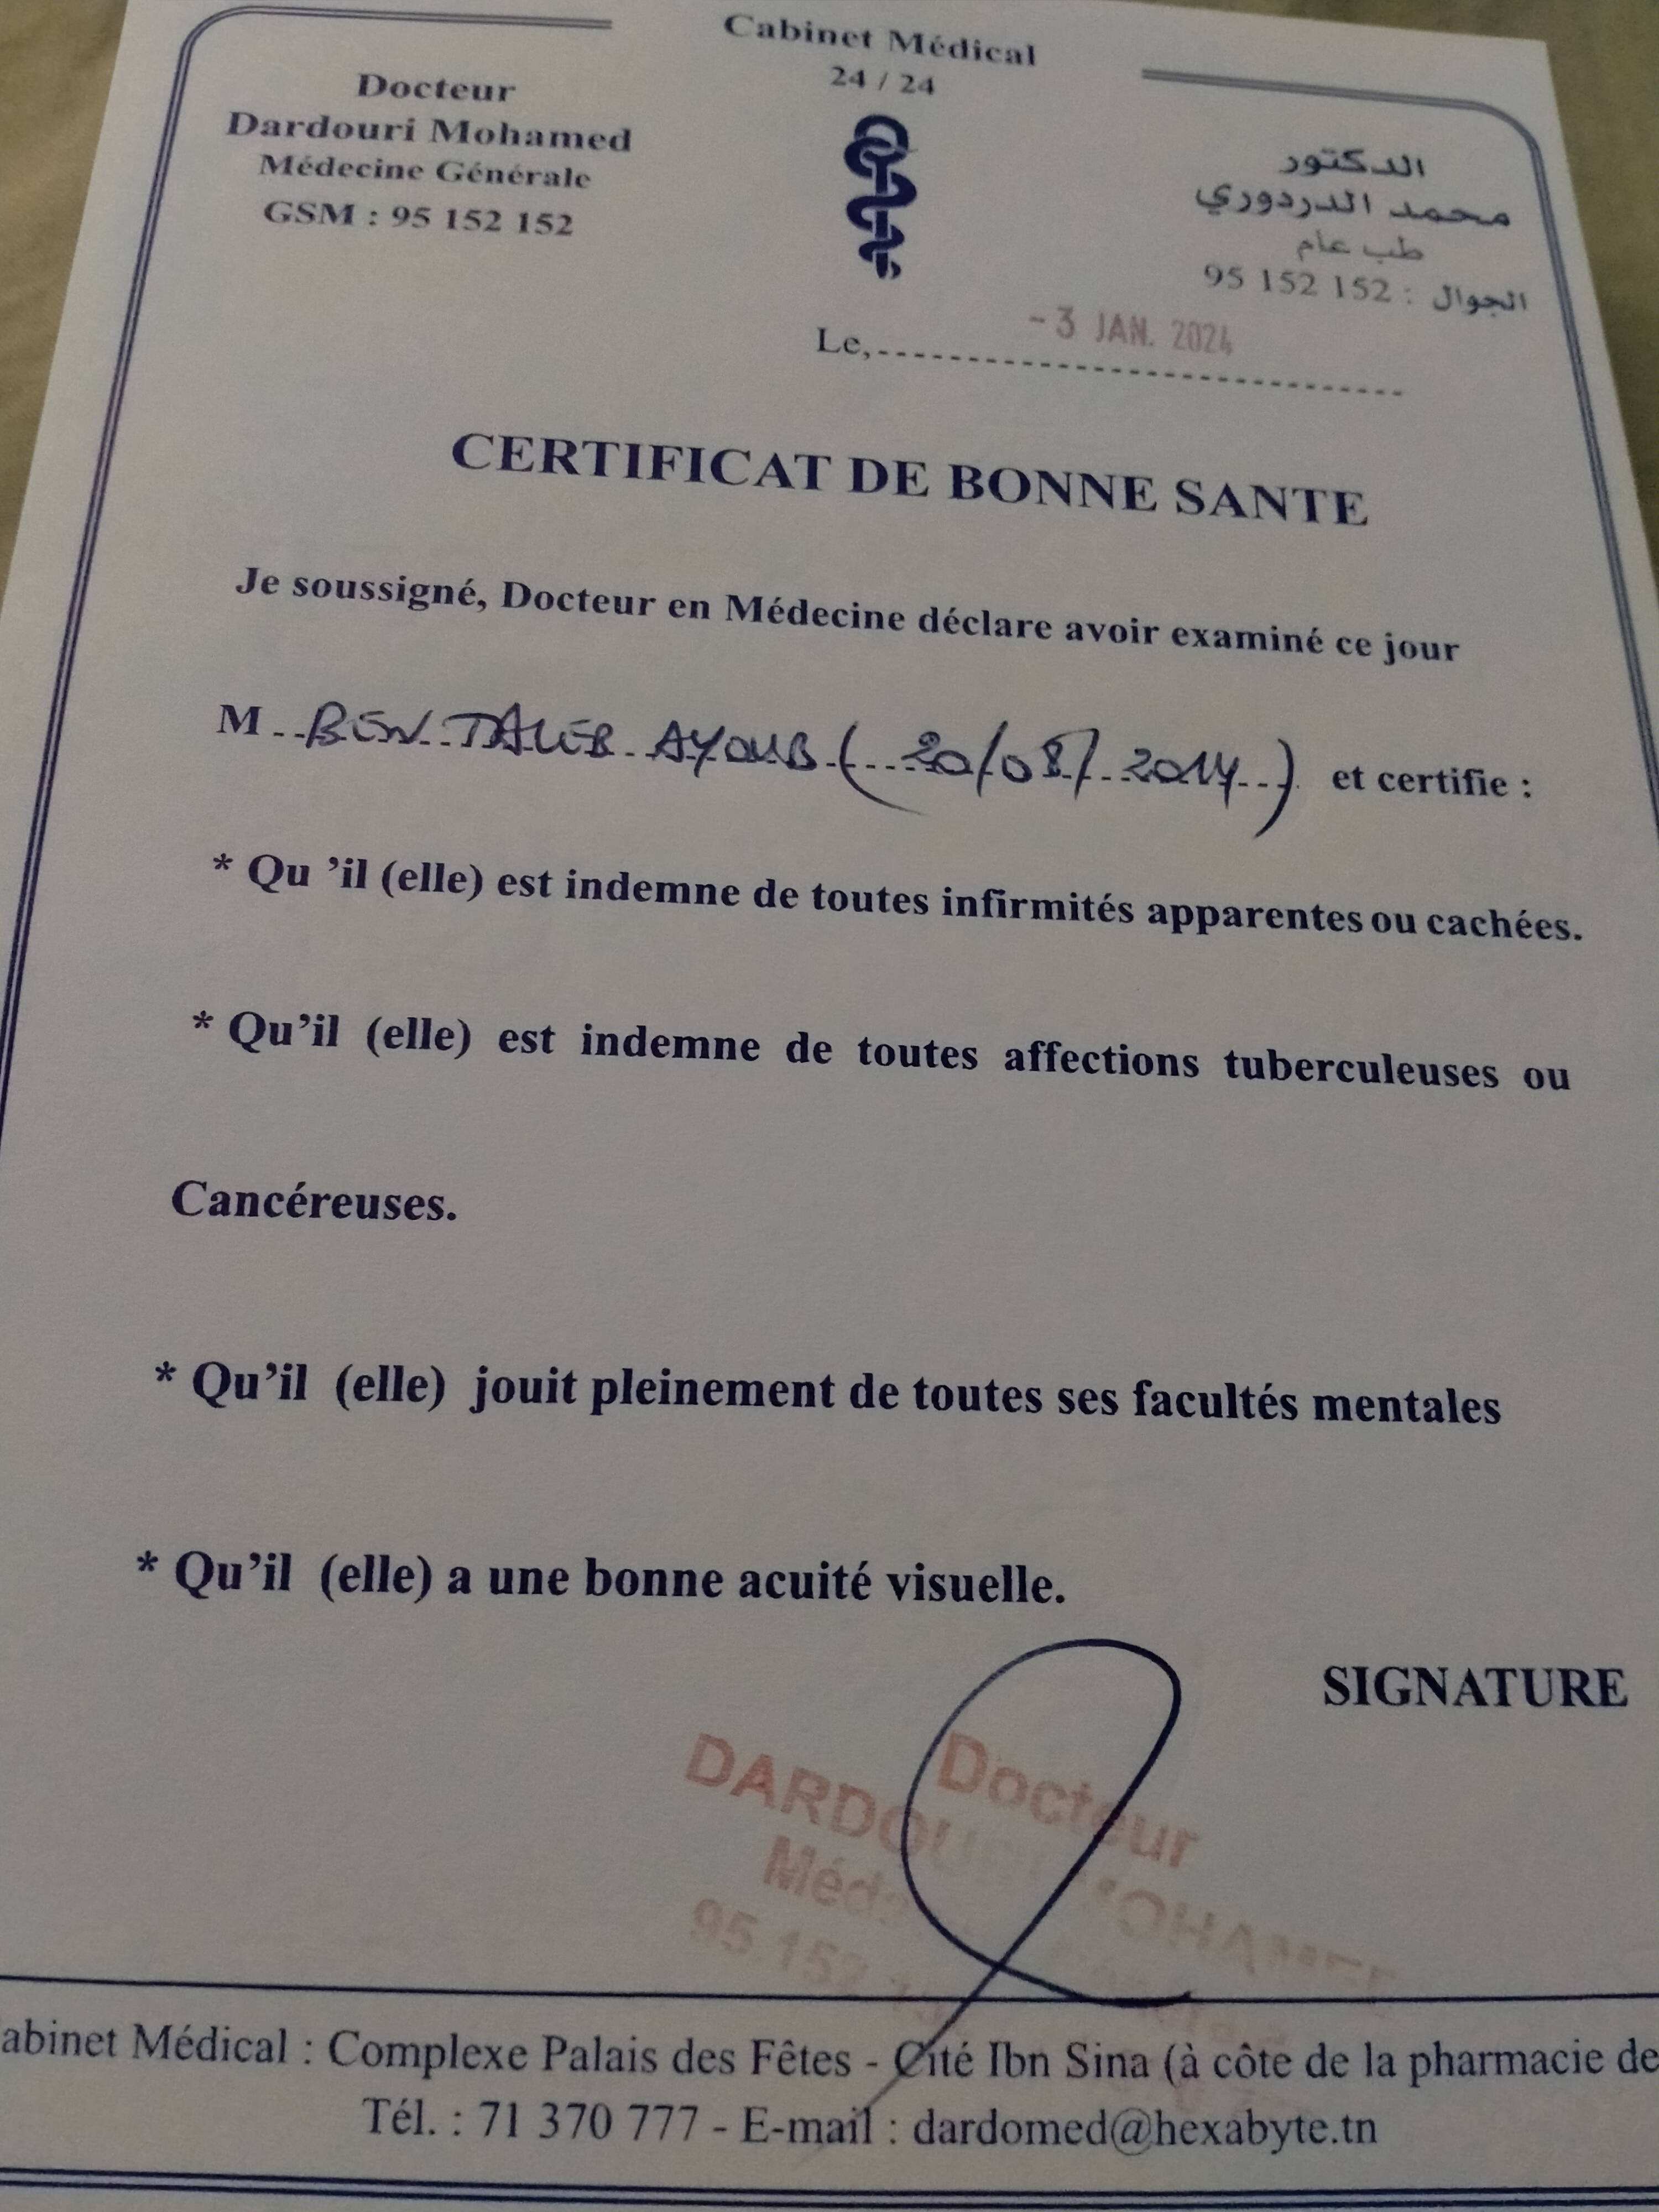 Cabinet Médical
24 / 24
Docteur
Dardouri Mohamed
Médecine Générale
GSM : 95 152 152
الدكتور
محمد الدردوري
طب عام
الجوال : 152 152 95
Le, - 3 JAN. 2024
CERTIFICAT DE BONNE SANTE
Je soussigné, Docteur en Médecine déclare avoir examiné ce jour
M BEN TALEB AYOUB ( 20/08/ 2014 ) et certifie :
* Qu 'il (elle) est indemne de toutes infirmités apparentes ou cachées.
* Qu'il (elle) est indemne de toutes affections tuberculeuses ou
Cancéreuses.
* Qu'il (elle) jouit pleinement de toutes ses facultés mentales
* Qu'il (elle) a une bonne acuité visuelle.
SIGNATURE
Docteur
95 152
abinet Médical : Complexe Palais des Fêtes - Cité Ibn Sina (à côte de la pharmacie de
Tél. : 71 370 777 - E-mail : dardomed@hexabyte.tn